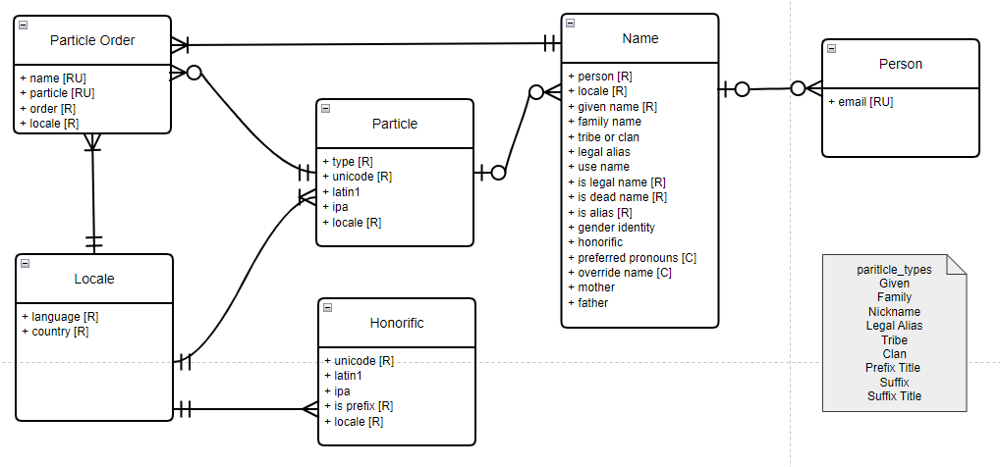 Particle Order
+ name [RU]
+ particle [RU]
+ order [R]
+ locale [R]
Particle
+ type [R]
+ unicode [R]
+ latin1
+ ipa
+ locale [R]
Name
+ person [R]
+ locale [R]
+ given name [R]
+ family name
+ tribe or clan
+ legal alias
+ use name
+ is legal name [R]
+ is dead name [R]
+ is alias [R]
+ gender identity
+ honorific
+ preferred pronouns [C]
+ override name [C]
+ mother
+ father
Person
+ email [RU]
Locale
+ language [R]
+ country [R]
Honorific
+ unicode [R]
+ latin1
+ ipa
+ is prefix [R]
+ locale [R]
paritlcle_types
Given
Family
Nickname
Legal Alias
Tribe
Clan
Prefix Title
Suffix
Suffix Title